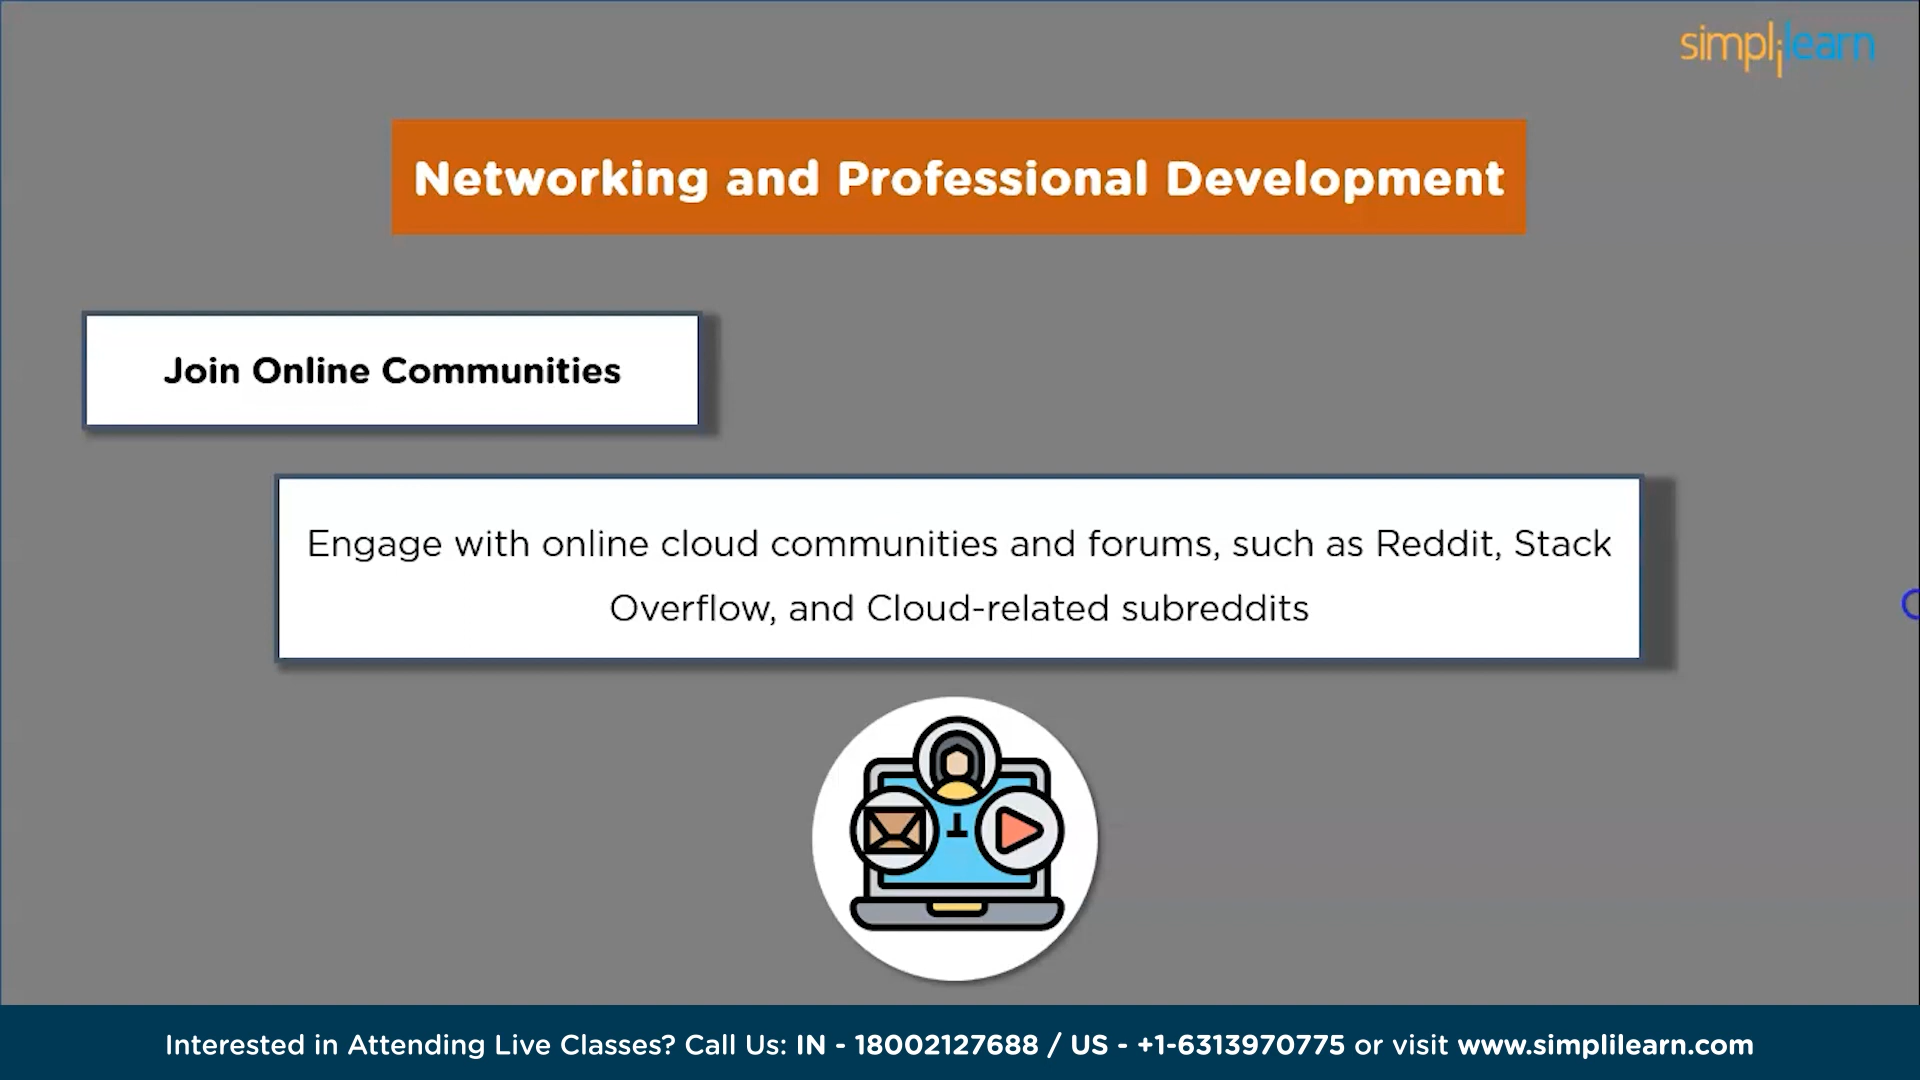 simplilearn
Networking and Professional Development
Join Online Communities
Engage with online cloud communities and forums, such as Reddit, Stack
Overflow, and Cloud-related subreddits
Interested in Attending Live Classes? Call Us: IN - 18002127688 / US - +1-6313970775 or visit www.simplilearn.com